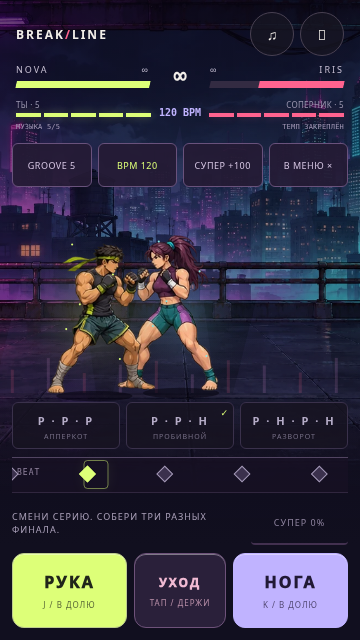 BREAK/LINE
NOVA ∞ ∞ ∞ IRIS
ТЫ · 5 120 BPM СОПЕРНИК · 5
МУЗЫКА 5/5 ТЕМП ЗАКРЕПЛЁН
GROOVE 5 BPM 120 СУПЕР +100 В МЕНЮ ×
Р · Р · Р Р · Р · Н ✓ Р · Н · Р · Н
АППЕРКОТ ПРОБИВНОЙ РАЗВОРОТ
BEAT
СМЕНИ СЕРИЮ. СОБЕРИ ТРИ РАЗНЫХ
ФИНАЛА.
СУПЕР 0%
РУКА УХОД НОГА
J / В ДОЛЮ ТАП / ДЕРЖИ K / В ДОЛЮ